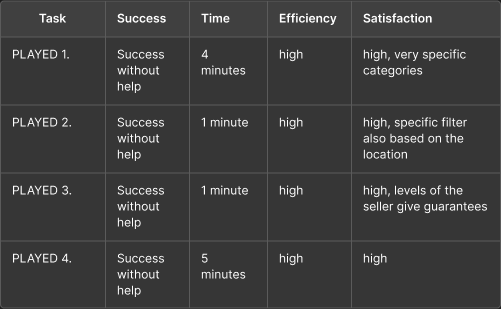 Task Success Time Efficiency Satisfaction
PLAYED 1. Success without help 4 minutes high high, very specific categories
PLAYED 2. Success without help 1 minute high high, specific filter also based on the location
PLAYED 3. Success without help 1 minute high high, levels of the seller give guarantees
PLAYED 4. Success without help 5 minutes high high